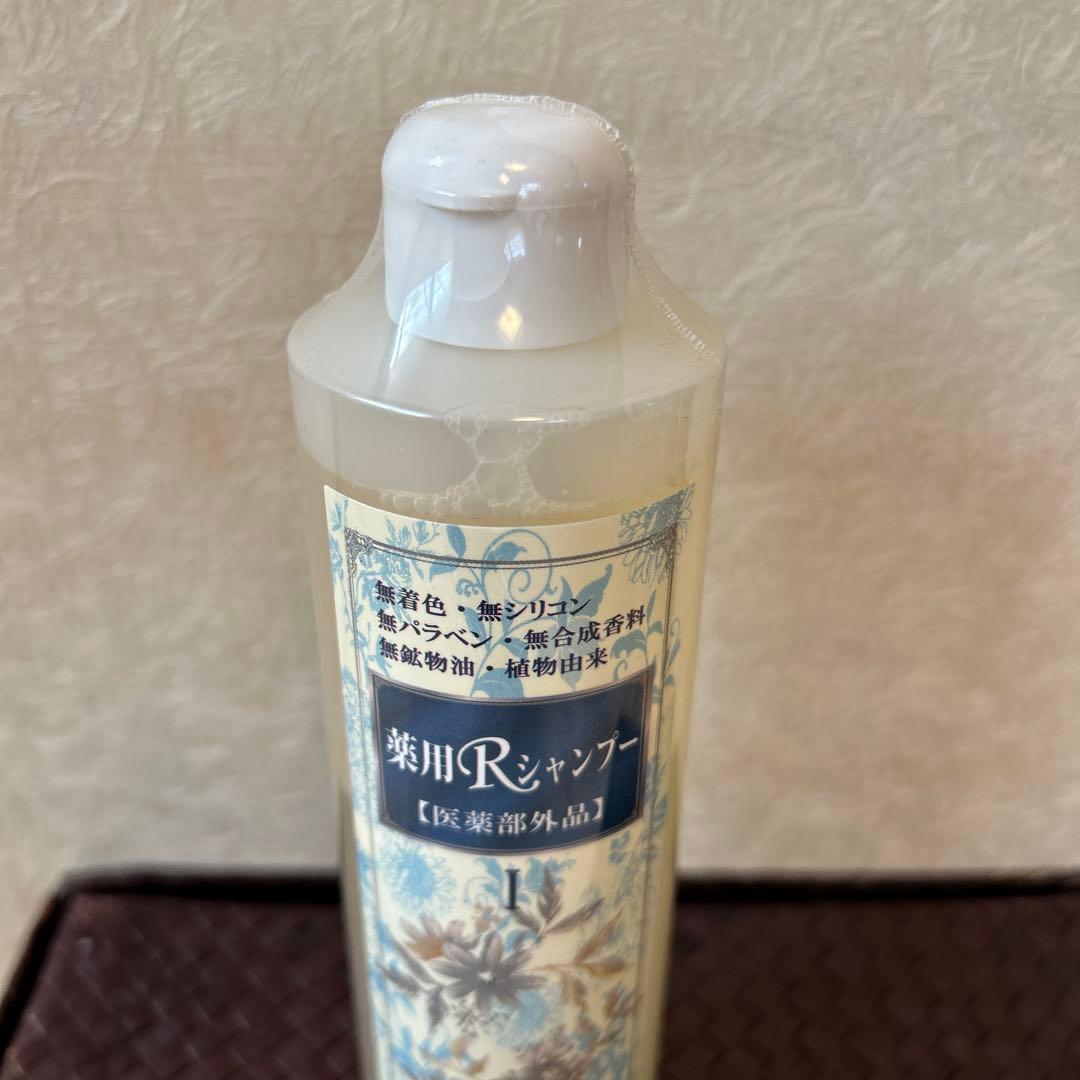 無着色・無シリコン
無パラベン・無合成香料
無鉱物油・植物由来
薬用Rシャンプー
【医薬部外品】
I